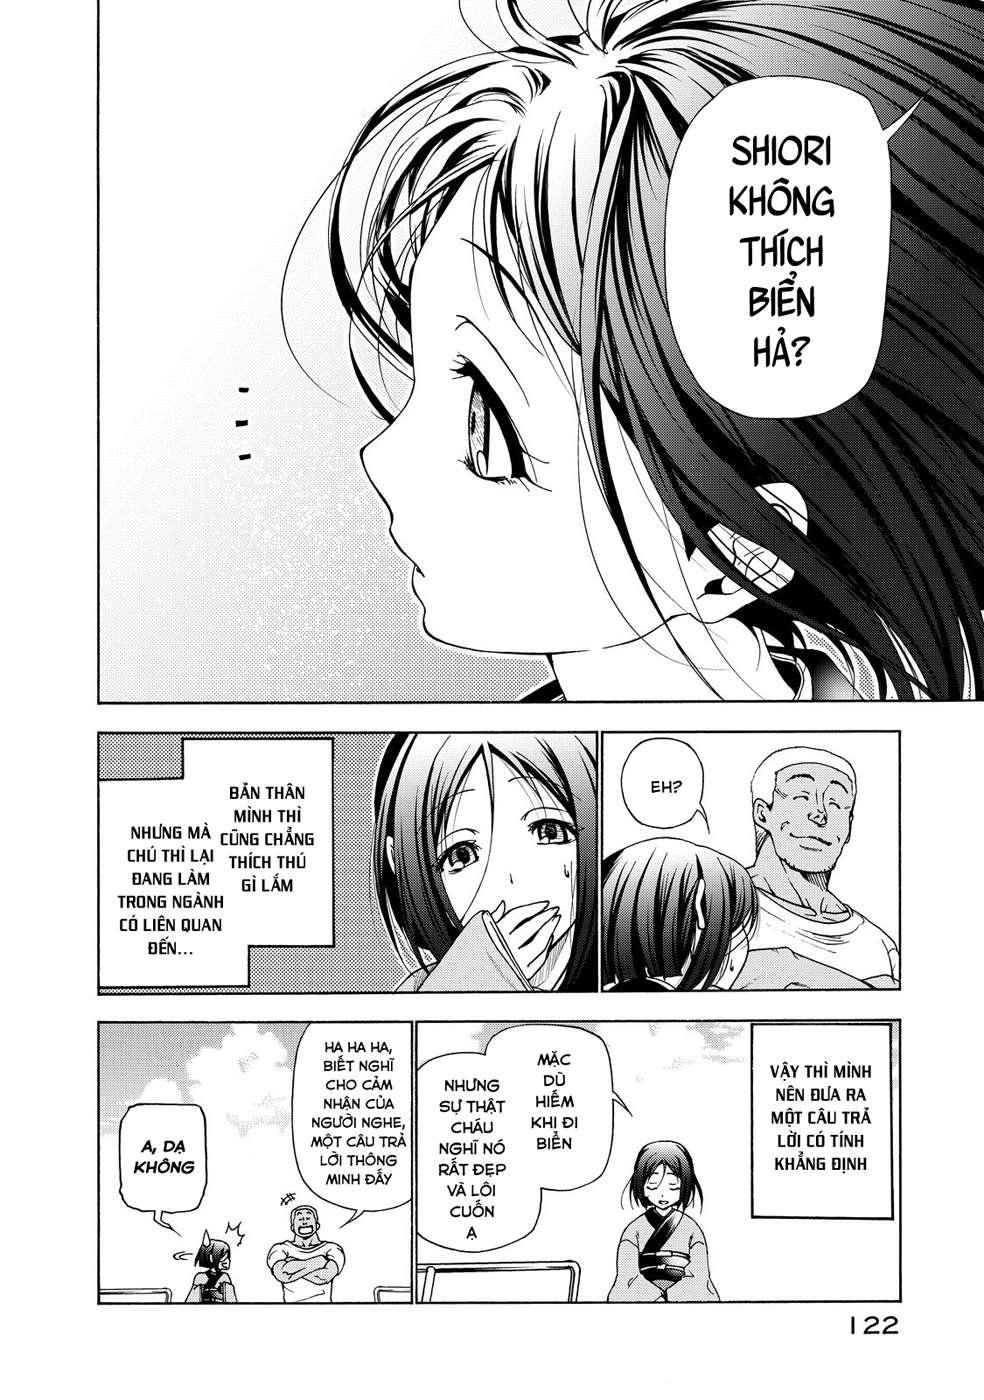 SHIORI
KHÔNG
THÍCH
BIỂN
HẢ?
EH?
BẢN THÂN
MÌNH THÌ
CŨNG CHẲNG
THÍCH THÚ
GÌ LẮM
NHƯNG MÀ
CHÚ THÌ LẠI
ĐANG LÀM
TRONG NGÀNH
CÓ LIÊN QUAN
ĐẾN...
VẬY THÌ MÌNH
NÊN ĐƯA RA
MỘT CÂU TRẢ
LỜI CÓ TÍNH
KHẲNG ĐỊNH
MẶC
DÙ
HIẾM
KHI ĐI
BIỂN
NHƯNG
SỰ THẬT
CHÁU
NGHĨ NÓ
RẤT ĐẸP
VÀ LÔI
CUỐN
Ạ
HA HA HA,
BIẾT NGHĨ
CHO CẢM
NHẬN CỦA
NGƯỜI NGHE,
MỘT CÂU TRẢ
LỜI THÔNG
MINH ĐẤY
A, DẠ
KHÔNG
122